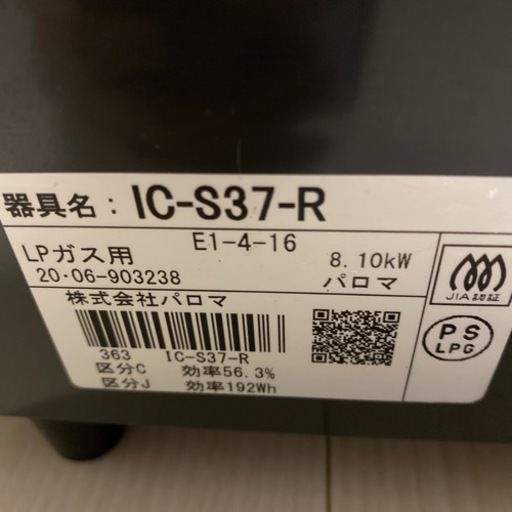 器具名：IC-S37-R
E1-4-16
LPガス用 8.10kW
20・06-903238 パロマ
株式会社パロマ
363 IC-S37-R
区分C 効率56.3%
区分J 効率192Wh
JIA認証
PS
LPG